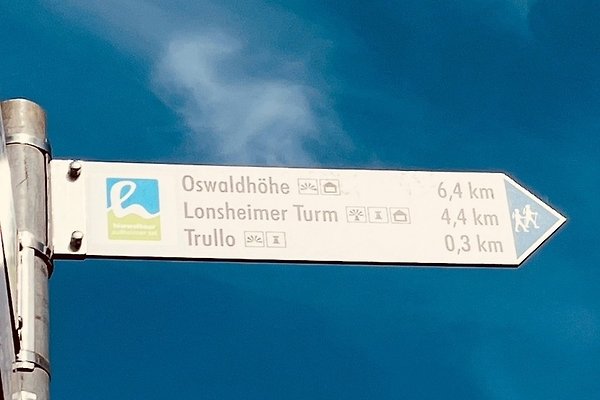 Oswaldhöhe 6,4 km
Lonsheimer Turm 4,4 km
Trullo 0,3 km